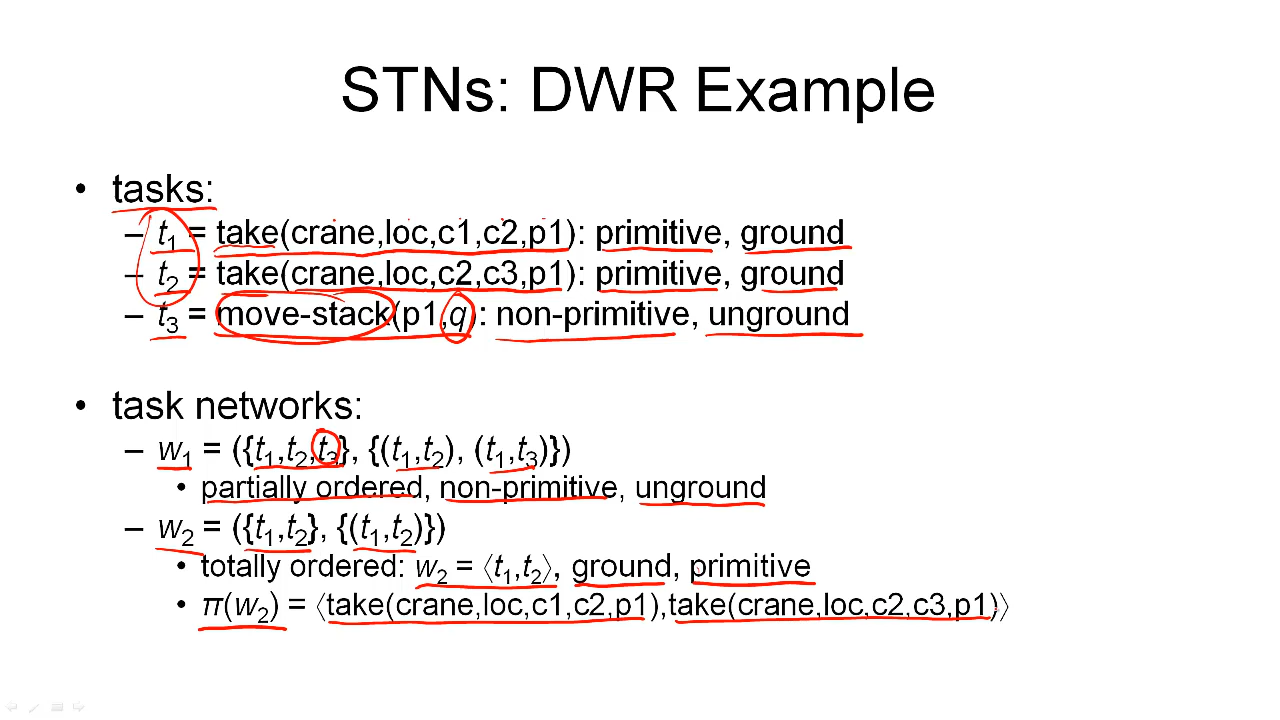 STNs: DWR Example
• tasks:
– t1 = take(crane,loc,c1,c2,p1): primitive, ground
– t2 = take(crane,loc,c2,c3,p1): primitive, ground
– t3 = move-stack(p1,q): non-primitive, unground
• task networks:
– w1 = ({t1,t2,t3}, {(t1,t2), (t1,t3)})
• partially ordered, non-primitive, unground
– w2 = ({t1,t2}, {(t1,t2)})
• totally ordered: w2 = ⟨t1,t2⟩, ground, primitive
• π(w2) = ⟨take(crane,loc,c1,c2,p1),take(crane,loc,c2,c3,p1)⟩